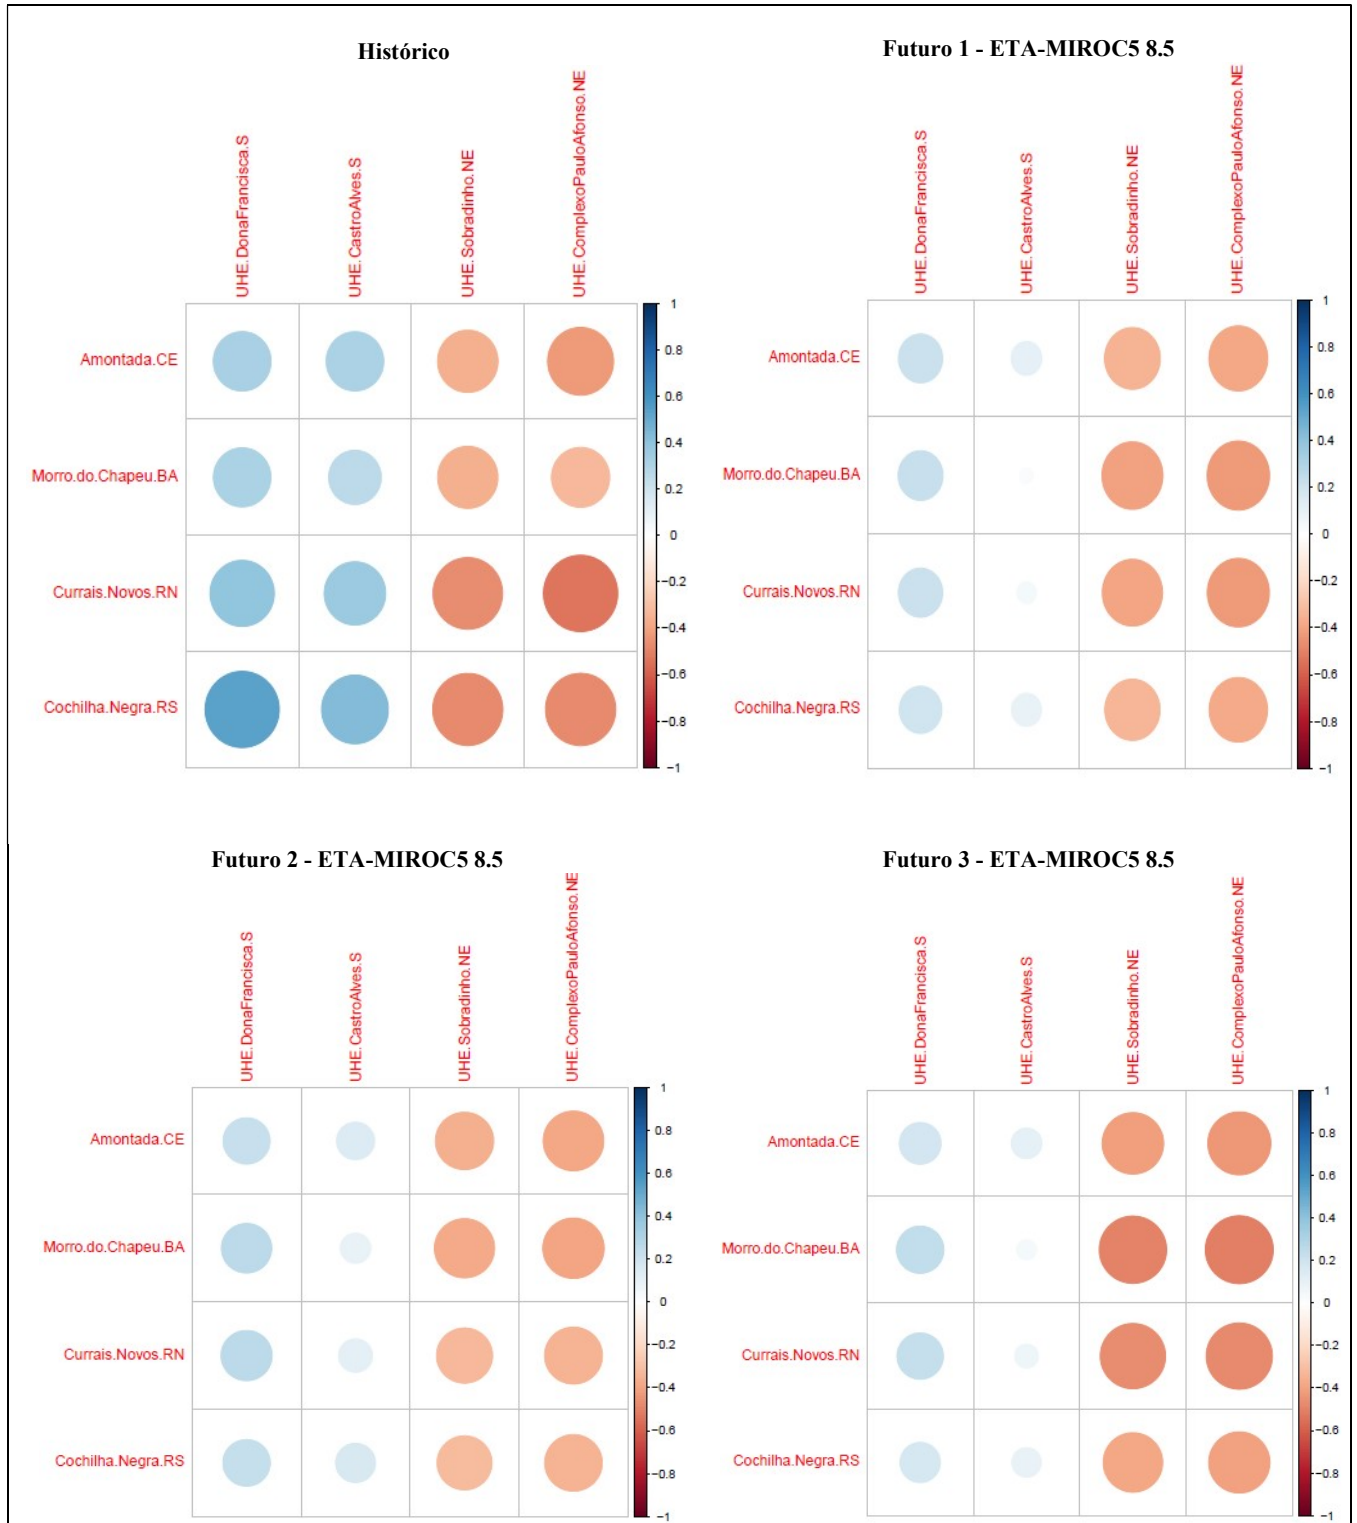 Histórico
UHE.DonaFrancisca.S
UHE.CastroAlves.S
UHE.Sobradinho.NE
UHE.ComplexoPauloAfonso.NE
Amontada.CE
Morro.do.Chapeu.BA
Currais.Novos.RN
Cochilha.Negra.RS
1
0.8
0.6
0.4
0.2
0
−0.2
−0.4
−0.6
−0.8
−1
Futuro 1 - ETA-MIROC5 8.5
UHE.DonaFrancisca.S
UHE.CastroAlves.S
UHE.Sobradinho.NE
UHE.ComplexoPauloAfonso.NE
Amontada.CE
Morro.do.Chapeu.BA
Currais.Novos.RN
Cochilha.Negra.RS
1
0.8
0.6
0.4
0.2
0
−0.2
−0.4
−0.6
−0.8
−1
Futuro 2 - ETA-MIROC5 8.5
UHE.DonaFrancisca.S
UHE.CastroAlves.S
UHE.Sobradinho.NE
UHE.ComplexoPauloAfonso.NE
Amontada.CE
Morro.do.Chapeu.BA
Currais.Novos.RN
Cochilha.Negra.RS
1
0.8
0.6
0.4
0.2
0
−0.2
−0.4
−0.6
−0.8
−1
Futuro 3 - ETA-MIROC5 8.5
UHE.DonaFrancisca.S
UHE.CastroAlves.S
UHE.Sobradinho.NE
UHE.ComplexoPauloAfonso.NE
Amontada.CE
Morro.do.Chapeu.BA
Currais.Novos.RN
Cochilha.Negra.RS
1
0.8
0.6
0.4
0.2
0
−0.2
−0.4
−0.6
−0.8
−1